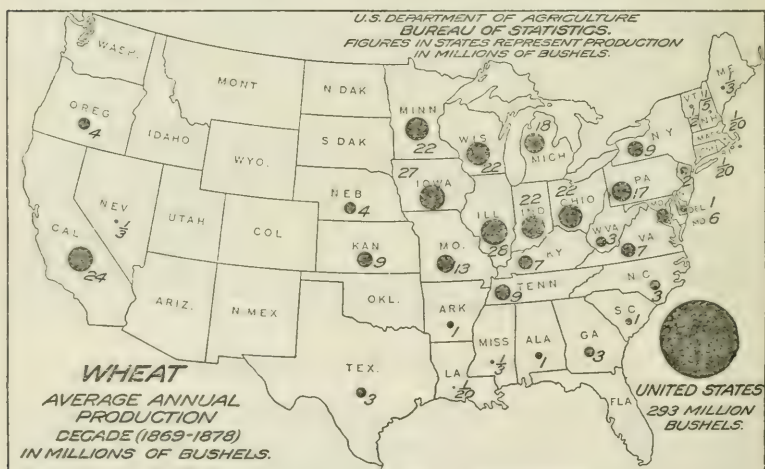 U.S. DEPARTMENT OF AGRICULTURE
BUREAU OF STATISTICS.
FIGURES IN STATES REPRESENT PRODUCTION
IN MILLIONS OF BUSHELS.
WASH.
MONT
N DAK
MINN
22
OREG
4
IDAHO
S DAK
WIS
22
18
MICH
VT
N.H
ME
1/3
1/20
MASS
NY
9
WYO.
27
IOWA
NEB
4
PA
17
1/20
NEV
1/3
UTAH
COL
ILL
28
22
IND
22
OHIO
W VA
3
MD
DEL 1
MD 6
CAL
24
KAN
9
MO.
13
KY
7
VA
7
ARIZ.
N MEX
OKL.
TENN
9
N.C
3
ARK
1
S C
1
TEX.
3
LA
1/20
MISS
1/3
ALA
1
GA
3
FLA
WHEAT
AVERAGE ANNUAL
PRODUCTION
DECADE (1869-1878)
IN MILLIONS OF BUSHELS.
UNITED STATES
293 MILLION
BUSHELS.